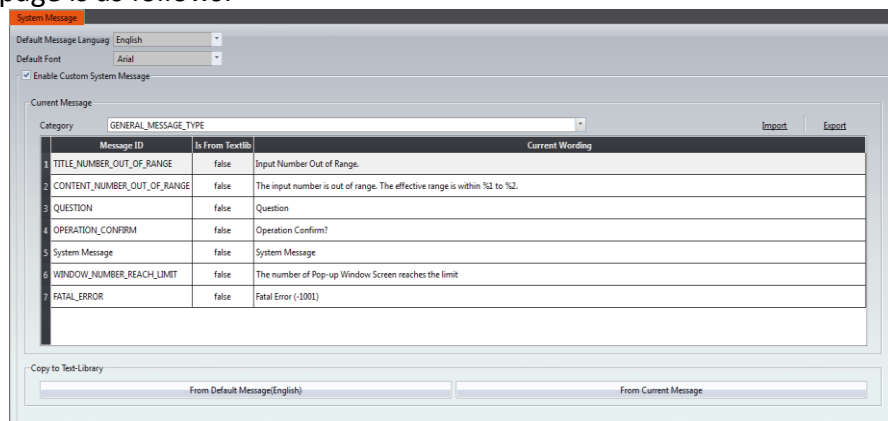 page is as follows.
System Message
Default Message Languag English
Default Font Arial
Enable Custom System Message
Current Message
Category GENERAL_MESSAGE_TYPE Import Export
Message ID Is From Textlib Current Wording
1 TITLE_NUMBER_OUT_OF_RANGE false Input Number Out of Range.
2 CONTENT_NUMBER_OUT_OF_RANGE false The input number is out of range. The effective range is within %1 to %2.
3 QUESTION false Question
4 OPERATION_CONFIRM false Operation Confirm?
5 System Message false System Message
6 WINDOW_NUMBER_REACH_LIMIT false The number of Pop-up Window Screen reaches the limit
7 FATAL_ERROR false Fatal Error (-1001)
Copy to Text-Library
From Default Message(English) From Current Message